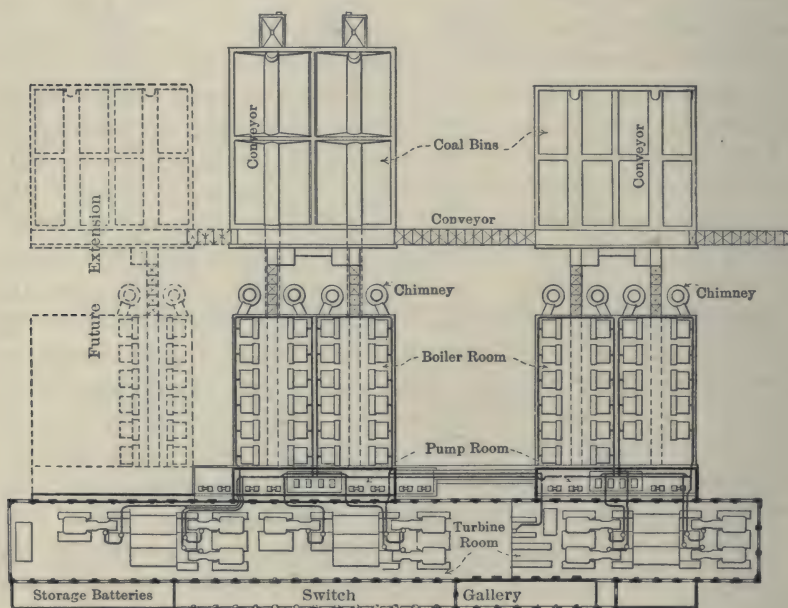 Conveyor
Coal Bins
Conveyor
Conveyor
Future Extension
Chimney
Chimney
Boiler Room
Pump Room
Turbine
Room
Storage Batteries
Switch
Gallery